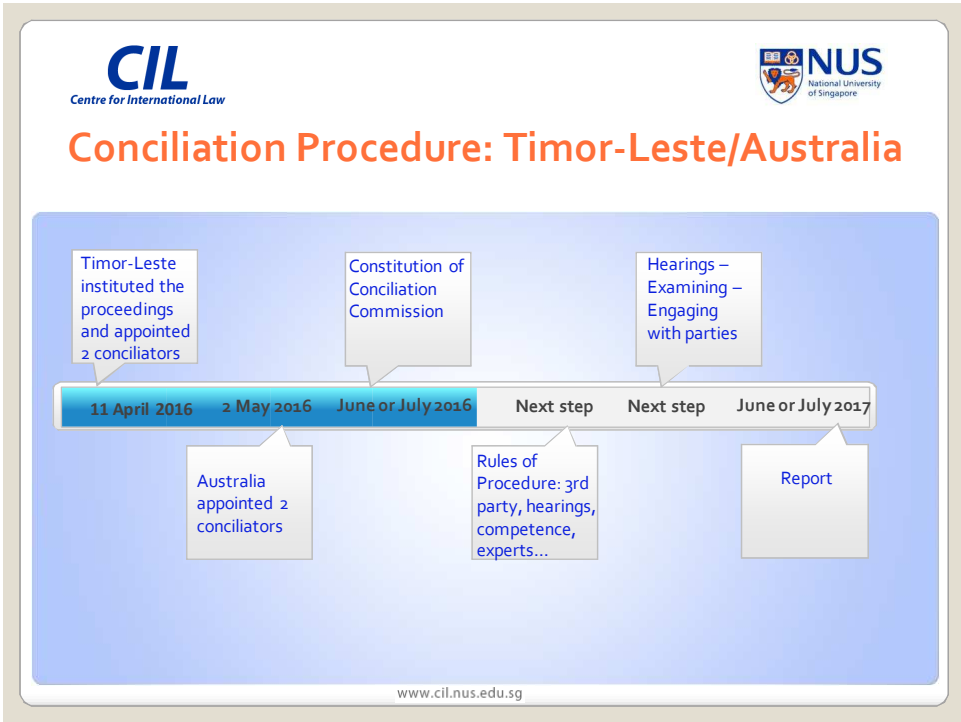 CIL
Centre for International Law
NUS
National University
of Singapore
Conciliation Procedure: Timor-Leste/Australia
Timor-Leste
instituted the
proceedings
and appointed
2 conciliators
Constitution of
Conciliation
Commission
Hearings –
Examining –
Engaging
with parties
11 April 2016
2 May 2016
June or July 2016
Next step
Next step
June or July 2017
Australia
appointed 2
conciliators
Rules of
Procedure: 3rd
party, hearings,
competence,
experts...
Report
www.cil.nus.edu.sg